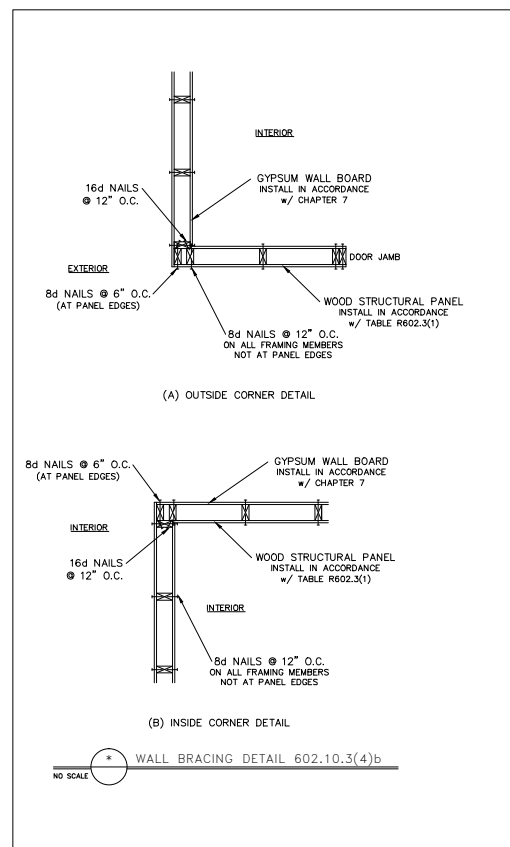 INTERIOR
GYPSUM WALL BOARD
INSTALL IN ACCORDANCE
w/ CHAPTER 7
16d NAILS
@ 12" O.C.
DOOR JAMB
EXTERIOR
8d NAILS @ 6" O.C.
(AT PANEL EDGES)
WOOD STRUCTURAL PANEL
INSTALL IN ACCORDANCE
w/ TABLE R602.3(1)
8d NAILS @ 12" O.C.
ON ALL FRAMING MEMBERS
NOT AT PANEL EDGES
(A) OUTSIDE CORNER DETAIL
8d NAILS @ 6" O.C.
(AT PANEL EDGES)
GYPSUM WALL BOARD
INSTALL IN ACCORDANCE
w/ CHAPTER 7
INTERIOR
16d NAILS
@ 12" O.C.
WOOD STRUCTURAL PANEL
INSTALL IN ACCORDANCE
w/ TABLE R602.3(1)
INTERIOR
8d NAILS @ 12" O.C.
ON ALL FRAMING MEMBERS
NOT AT PANEL EDGES
(B) INSIDE CORNER DETAIL
* WALL BRACING DETAIL 602.10.3(4)b
NO SCALE